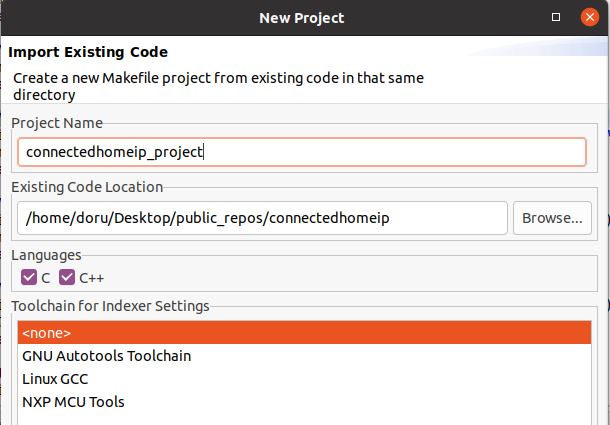 New Project
Import Existing Code
Create a new Makefile project from existing code in that same
directory
Project Name
connectedhomeip_project
Existing Code Location
/home/doru/Desktop/public_repos/connectedhomeip
Browse...
Languages
C
C++
Toolchain for Indexer Settings
<none>
GNU Autotools Toolchain
Linux GCC
NXP MCU Tools